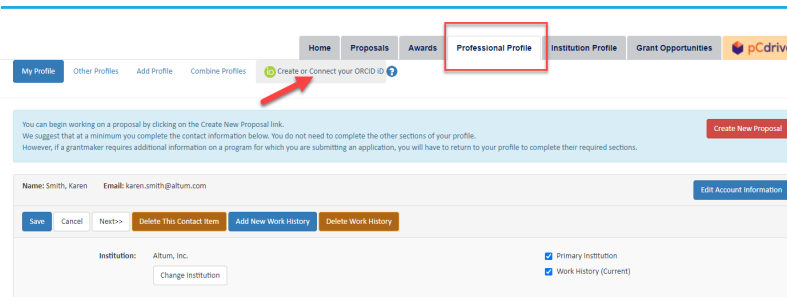 Home Proposals Awards Professional Profile Institution Profile Grant Opportunities pCdrive
My Profile Other Profiles Add Profile Combine Profiles iD Create or Connect your ORCID iD ?
You can begin working on a proposal by clicking on the Create New Proposal link.
We suggest that at a minimum you complete the contact information below. You do not need to complete the other sections of your profile.
However, if a grantmaker requires additional information on a program for which you are submitting an application, you will have to return to your profile to complete their required sections.
Create New Proposal
Name: Smith, Karen Email: karen.smith@altum.com
Edit Account Information
Save Cancel Next>> Delete This Contact Item Add New Work History Delete Work History
Institution: Altum, Inc. Primary Institution
Change Institution Work History (Current)